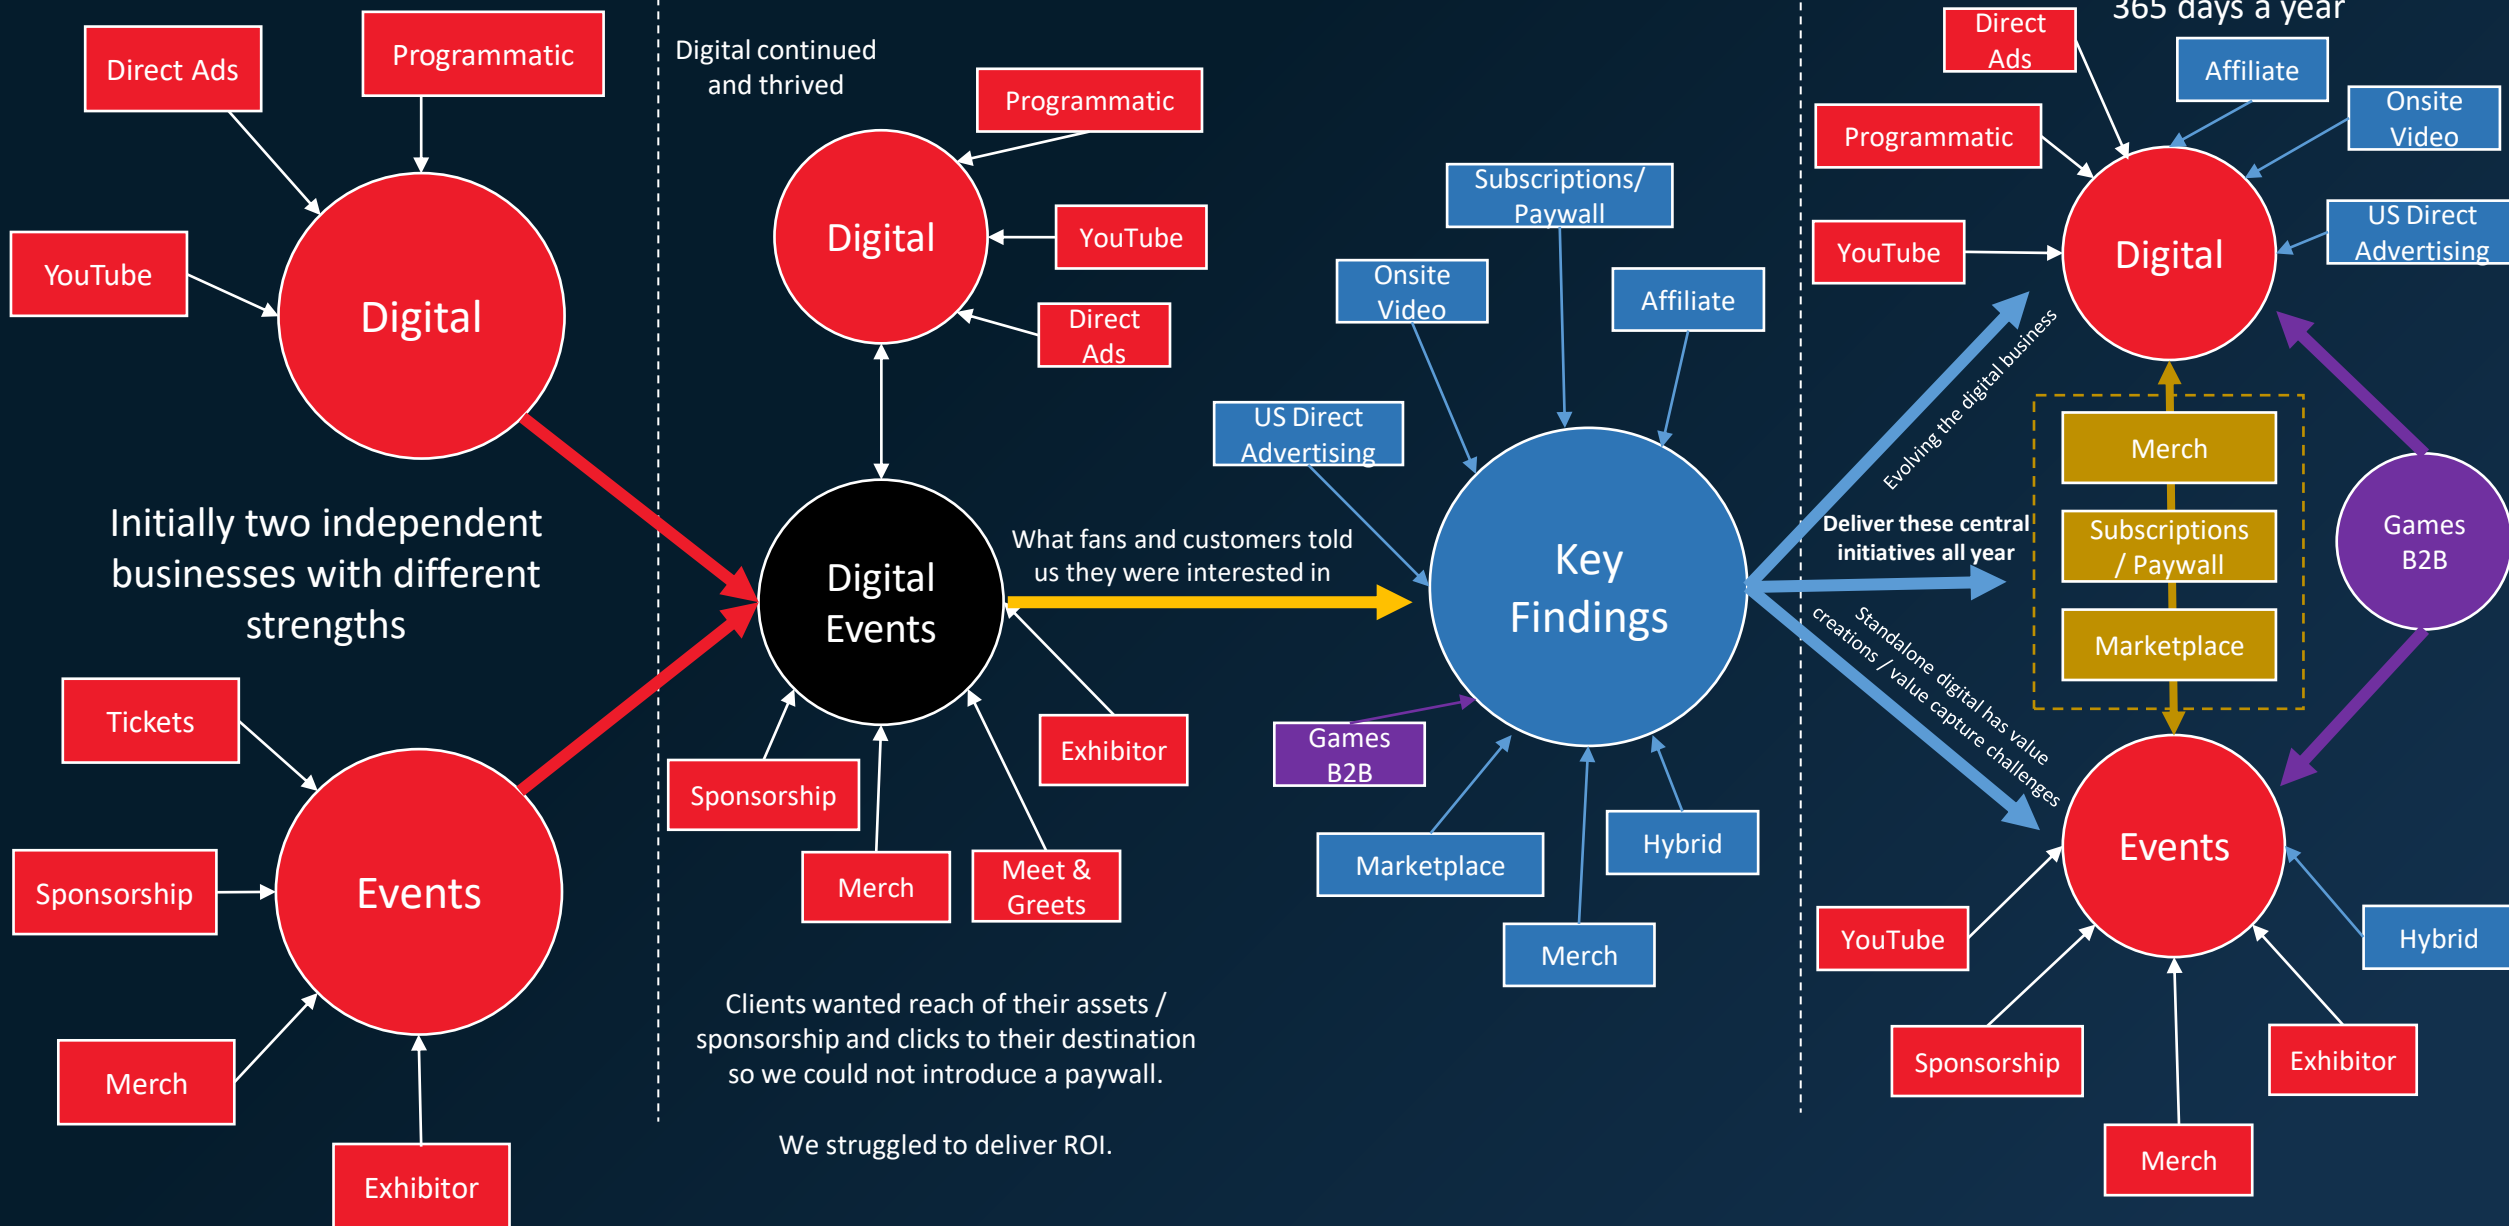 Direct Ads
Programmatic
YouTube
Digital
Initially two independent
businesses with different
strengths
Tickets
Sponsorship
Events
Merch
Exhibitor
Digital continued
and thrived
Programmatic
Digital
YouTube
Direct
Ads
Digital
Events
What fans and customers told
us they were interested in
Sponsorship
Exhibitor
Merch
Meet &
Greets
Clients wanted reach of their assets /
sponsorship and clicks to their destination
so we could not introduce a paywall.
We struggled to deliver ROI.
Subscriptions/
Paywall
Onsite
Video
Affiliate
US Direct
Advertising
Key
Findings
Games
B2B
Marketplace
Hybrid
Merch
365 days a year
Direct
Ads
Affiliate
Onsite
Video
Programmatic
YouTube
Digital
US Direct
Advertising
Evolving the digital business
Deliver these central
initiatives all year
Standalone digital has value
creations / value capture challenges
Merch
Subscriptions
/ Paywall
Marketplace
Games
B2B
Events
YouTube
Hybrid
Sponsorship
Exhibitor
Merch